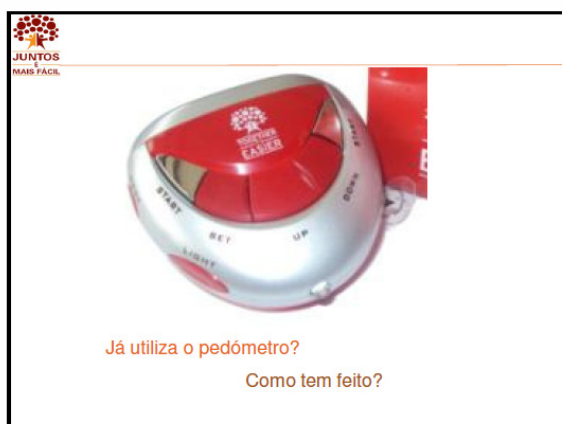 JUNTOS
É
MAIS FÁCIL
TOGETHER
EASIER
START
SET
UP
DOWN
LIGHT
Já utiliza o pedómetro?
Como tem feito?